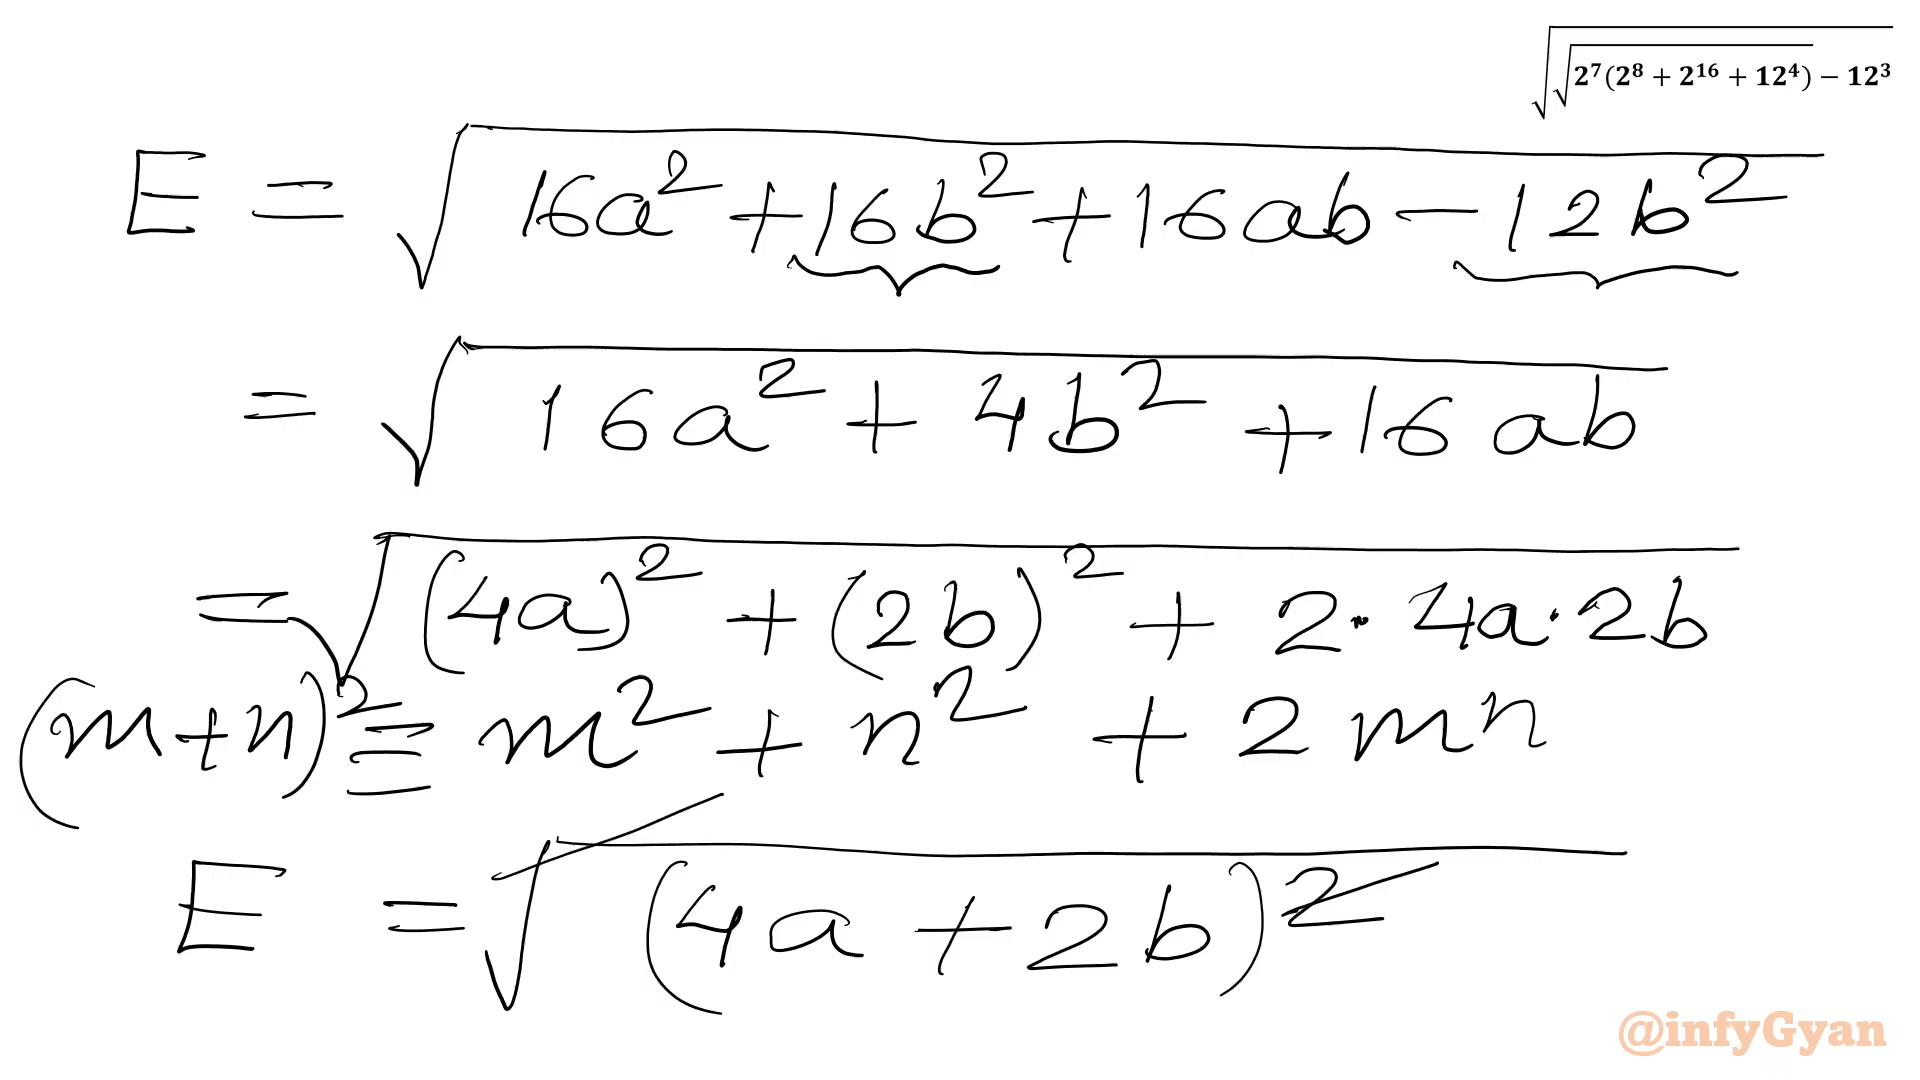 √(√(2⁷(2⁸ + 2¹⁶ + 12⁴)) − 12³)
E = √(16a² + 16b² + 16ab − 12b²)
= √(16a² + 4b² + 16ab)
= √((4a)² + (2b)² + 2·4a·2b)
(m+n)² ≡ m² + n² + 2mn
E = √((4a + 2b)²)
@infyGyan